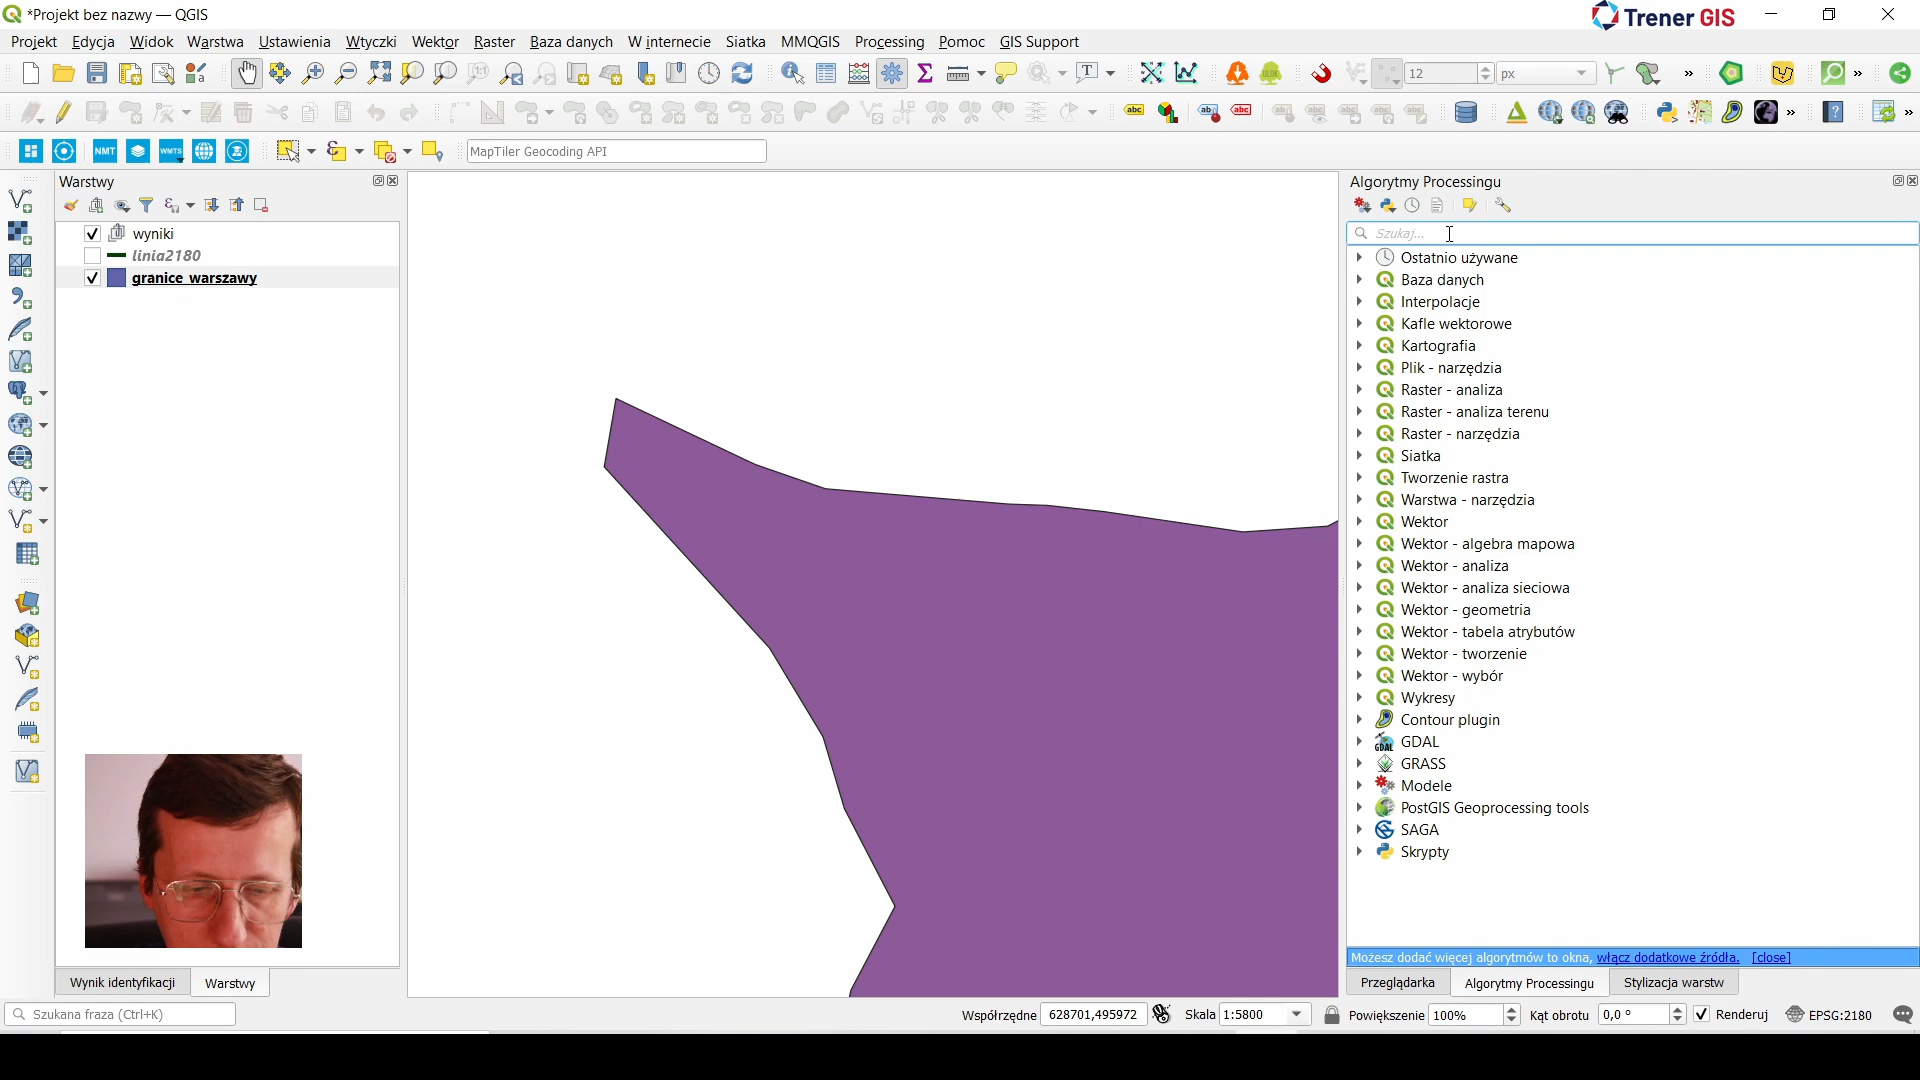 *Projekt bez nazwy — QGIS
Trener GIS
Projekt Edycja Widok Warstwa Ustawienia Wtyczki Wektor Raster Baza danych W internecie Siatka MMQGIS Processing Pomoc GIS Support
12 px
abc ab abc
NMT WMTS MapTiler Geocoding API
Warstwy
wyniki
linia2180
granice_warszawy
Wynik identyfikacji Warstwy
Algorytmy Processingu
Szukaj...
Ostatnio używane
Baza danych
Interpolacje
Kafle wektorowe
Kartografia
Plik - narzędzia
Raster - analiza
Raster - analiza terenu
Raster - narzędzia
Siatka
Tworzenie rastra
Warstwa - narzędzia
Wektor
Wektor - algebra mapowa
Wektor - analiza
Wektor - analiza sieciowa
Wektor - geometria
Wektor - tabela atrybutów
Wektor - tworzenie
Wektor - wybór
Wykresy
Contour plugin
GDAL
GRASS
Modele
PostGIS Geoprocessing tools
SAGA
Skrypty
Możesz dodać więcej algorytmów to okna, włącz dodatkowe źródła. [close]
Przeglądarka Algorytmy Processingu Stylizacja warstw
Szukana fraza (Ctrl+K) Współrzędne 628701,495972 Skala 1:5800 Powiększenie 100% Kąt obrotu 0,0 ° Renderuj EPSG:2180